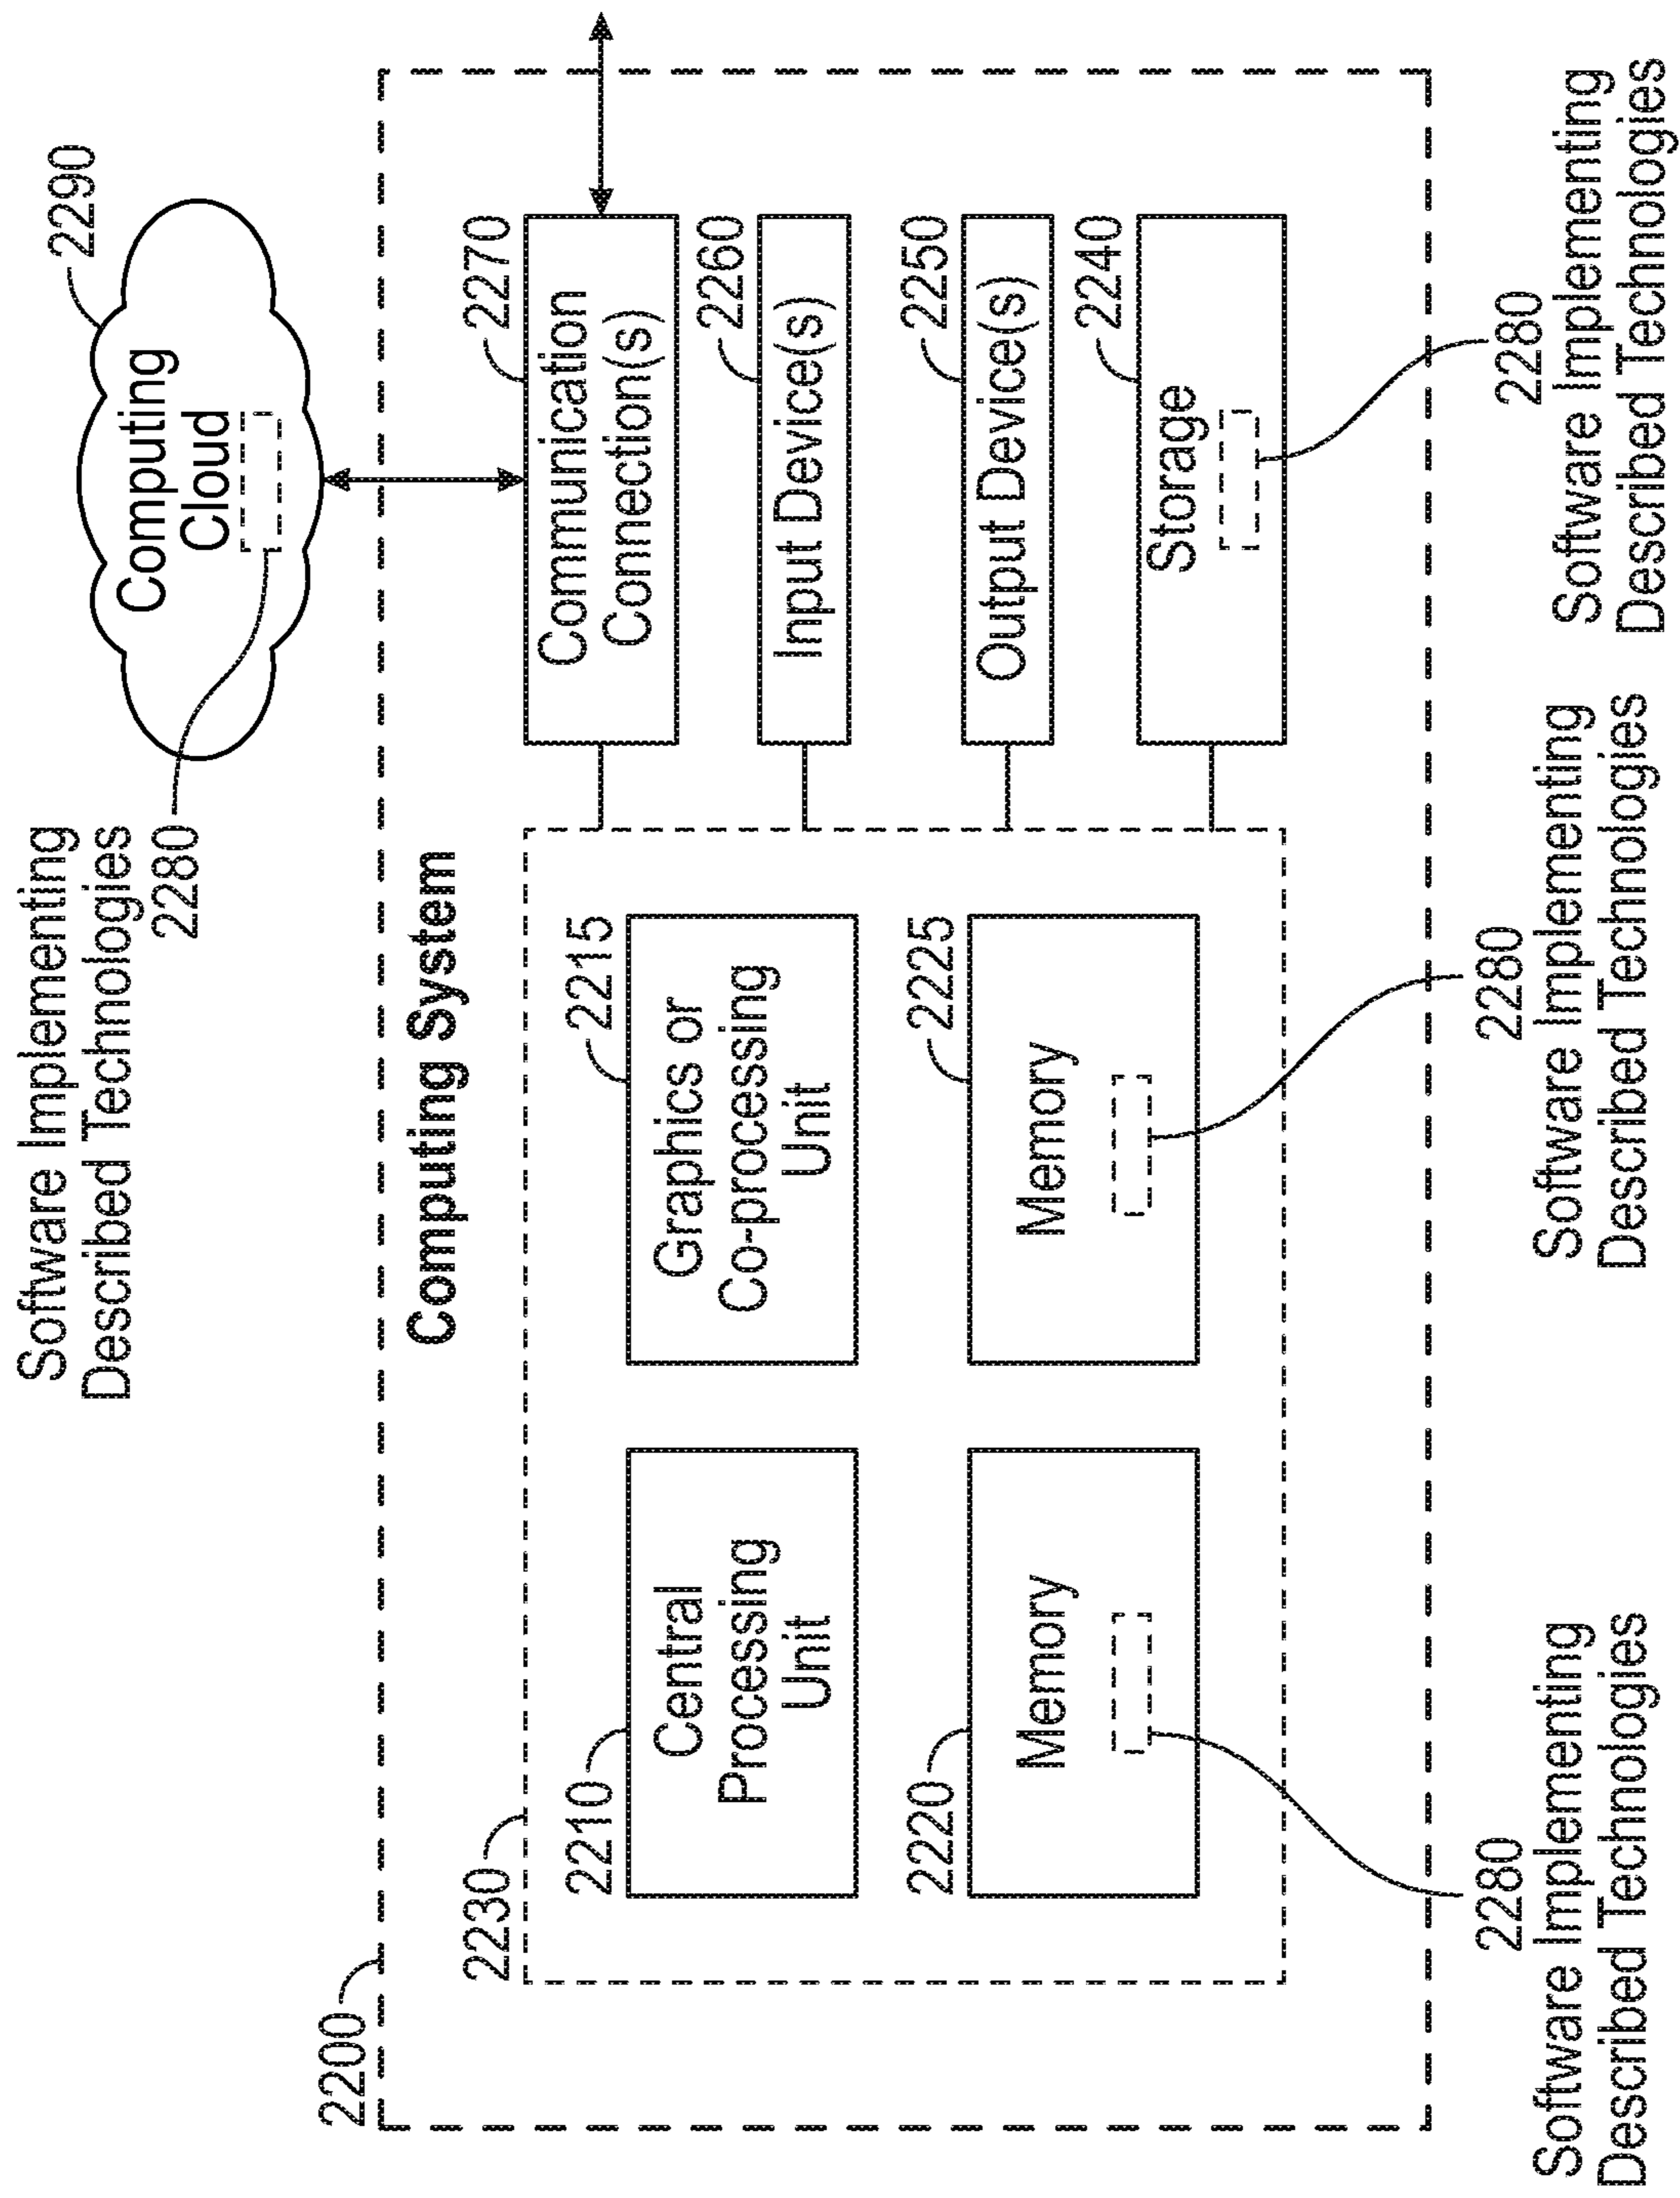 Software Implementing
Described Technologies
2280
2290
Computing
Cloud
2200
Computing System
2230
2210
Central
Processing
Unit
2215
Graphics or
Co-processing
Unit
2270
Communication
Connection(s)
2260
Input Device(s)
2220
Memory
2225
Memory
2250
Output Device(s)
2240
Storage
2280
Software Implementing
Described Technologies
2280
Software Implementing
Described Technologies
2280
Software Implementing
Described Technologies